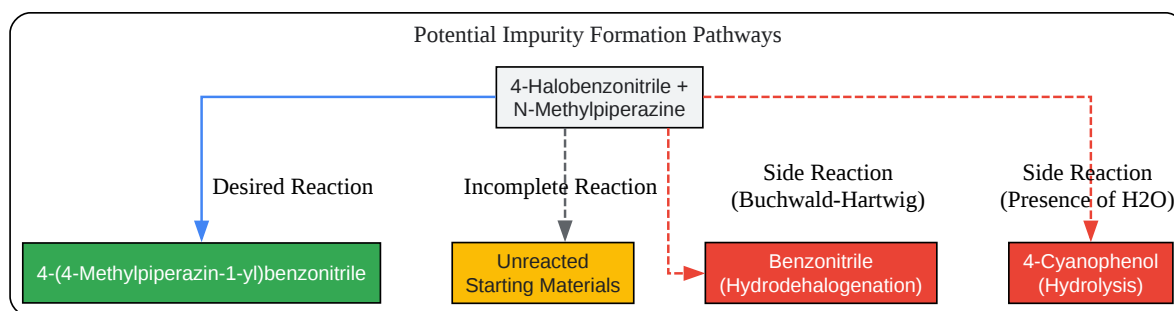 Potential Impurity Formation Pathways
4-Halobenzonitrile +
N-Methylpiperazine
Desired Reaction
Incomplete Reaction
Side Reaction
(Buchwald-Hartwig)
Side Reaction
(Presence of H2O)
4-(4-Methylpiperazin-1-yl)benzonitrile
Unreacted
Starting Materials
Benzonitrile
(Hydrodehalogenation)
4-Cyanophenol
(Hydrolysis)